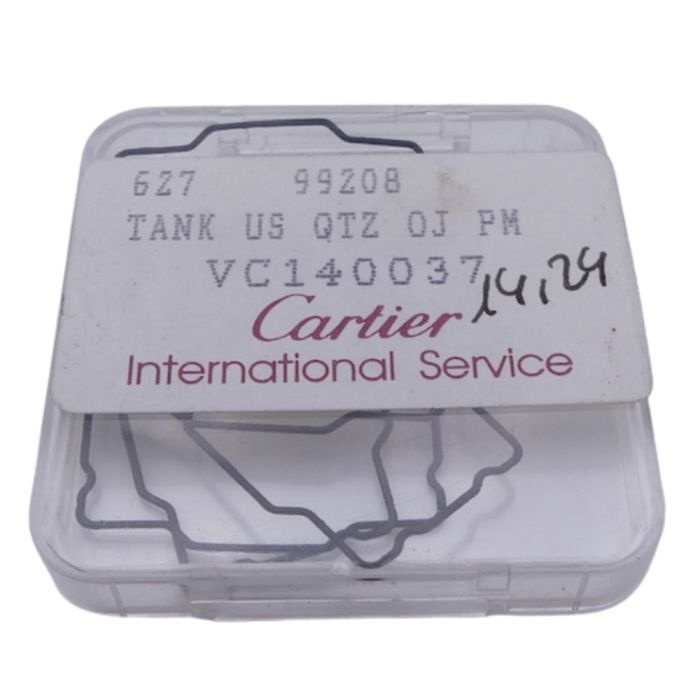 627 99208
TANK US QTZ OJ PM
VC140037
14,24
Cartier
International Service